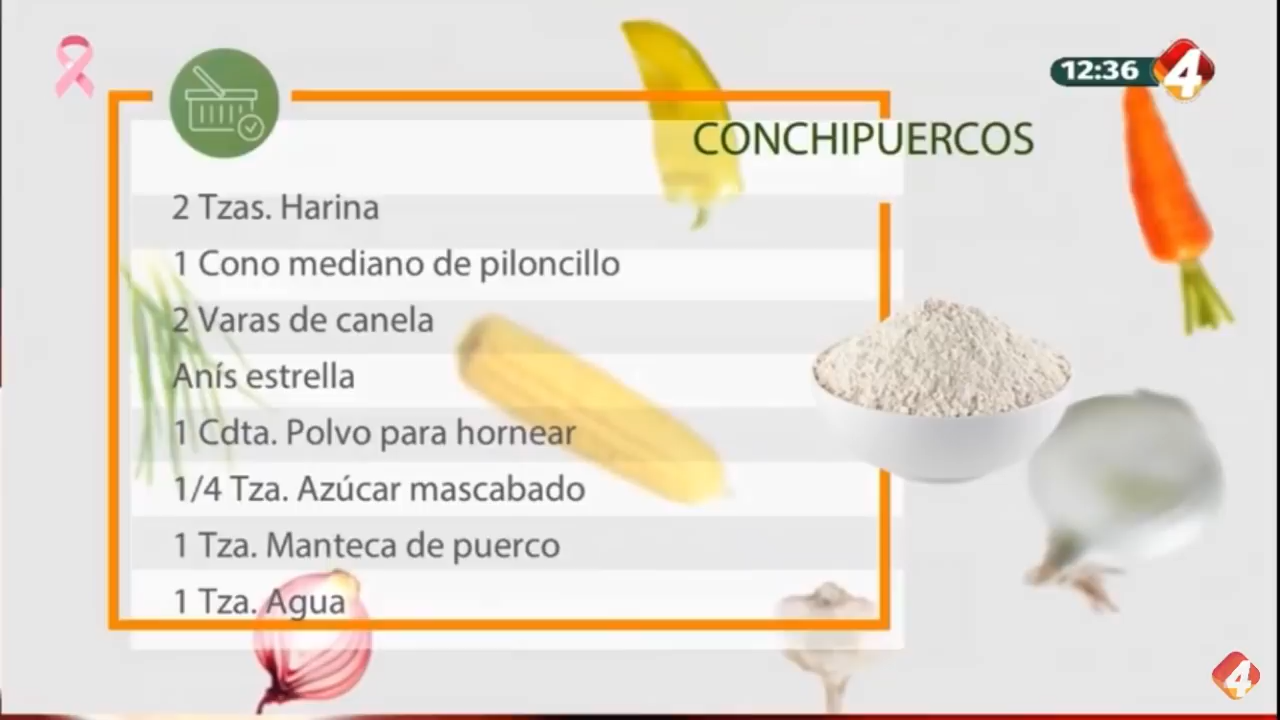 12:36
4
CONCHIPUERCOS
2 Tzas. Harina
1 Cono mediano de piloncillo
2 Varas de canela
Anís estrella
1 Cdta. Polvo para hornear
1/4 Tza. Azúcar mascabado
1 Tza. Manteca de puerco
1 Tza. Agua
4